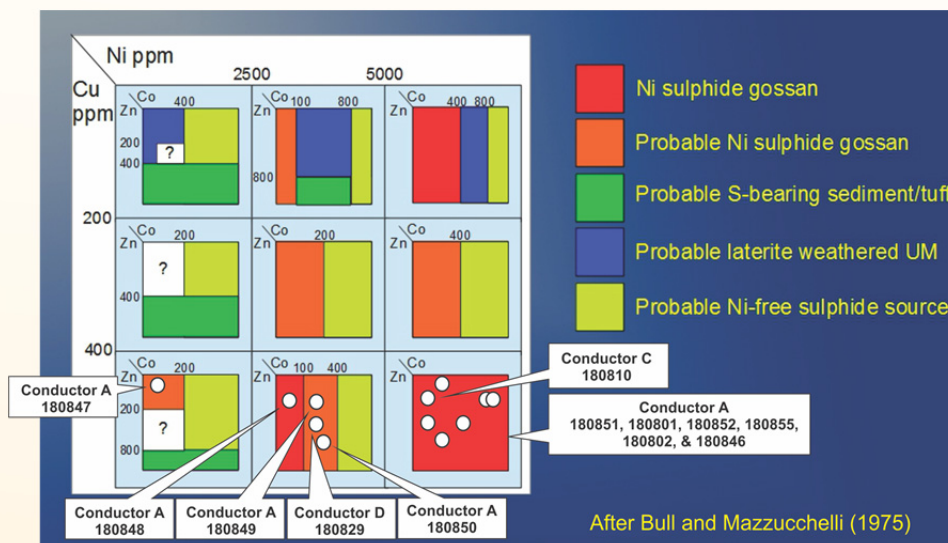 Ni ppm
2500 5000
Cu
ppm
Co
Zn
400
200
400
?
Co
Zn
100 800
800
Co
Zn
400 800
200
Co
Zn
200
400
?
Co
Zn
200
Co
Zn
400
400
Co
Zn
200
200
800
?
Co
Zn
100 400
Co
Zn
Ni sulphide gossan
Probable Ni sulphide gossan
Probable S-bearing sediment/tuff
Probable laterite weathered UM
Probable Ni-free sulphide source
Conductor A
180847
Conductor C
180810
Conductor A
180851, 180801, 180852, 180855,
180802, & 180846
Conductor A
180848
Conductor A
180849
Conductor D
180829
Conductor A
180850
After Bull and Mazzucchelli (1975)